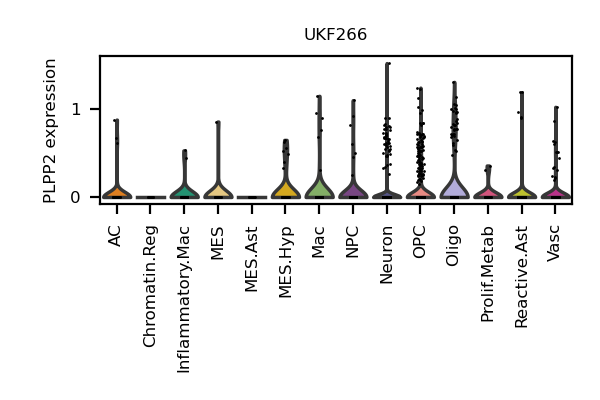 UKF266
PLPP2 expression
1
0
AC
Chromatin.Reg
Inflammatory.Mac
MES
MES.Ast
MES.Hyp
Mac
NPC
Neuron
OPC
Oligo
Prolif.Metab
Reactive.Ast
Vasc